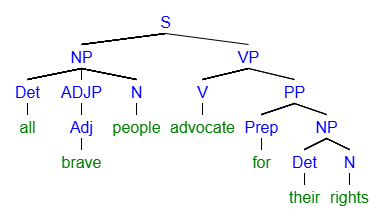 S
NP VP
Det ADJP N V PP
all Adj people advocate Prep NP
brave for Det N
their rights